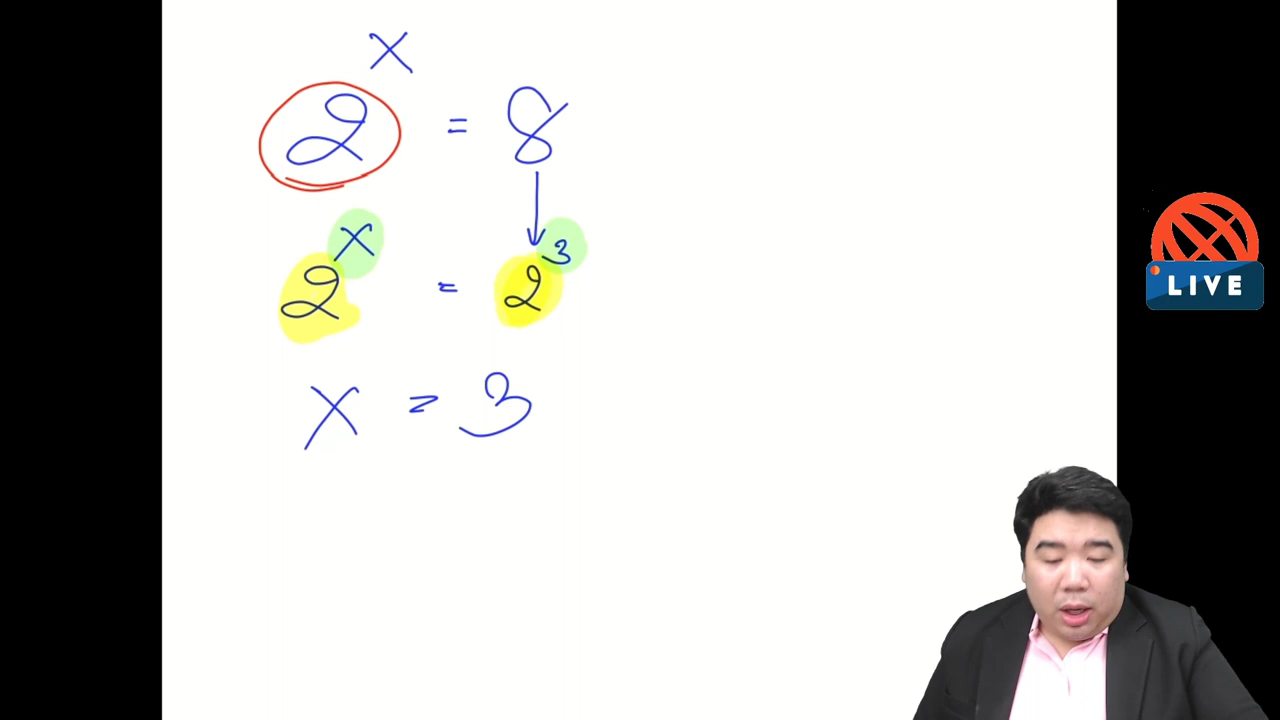 2^x = 8
2^x = 2^3
x = 3
LIVE